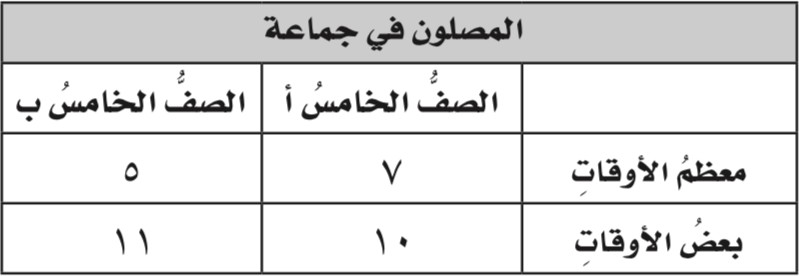 المصلون في جماعة
الصفُّ الخامسُ أ الصفُّ الخامسُ ب
معظمُ الأوقاتِ ٧ ٥
بعضُ الأوقاتِ ١٠ ١١